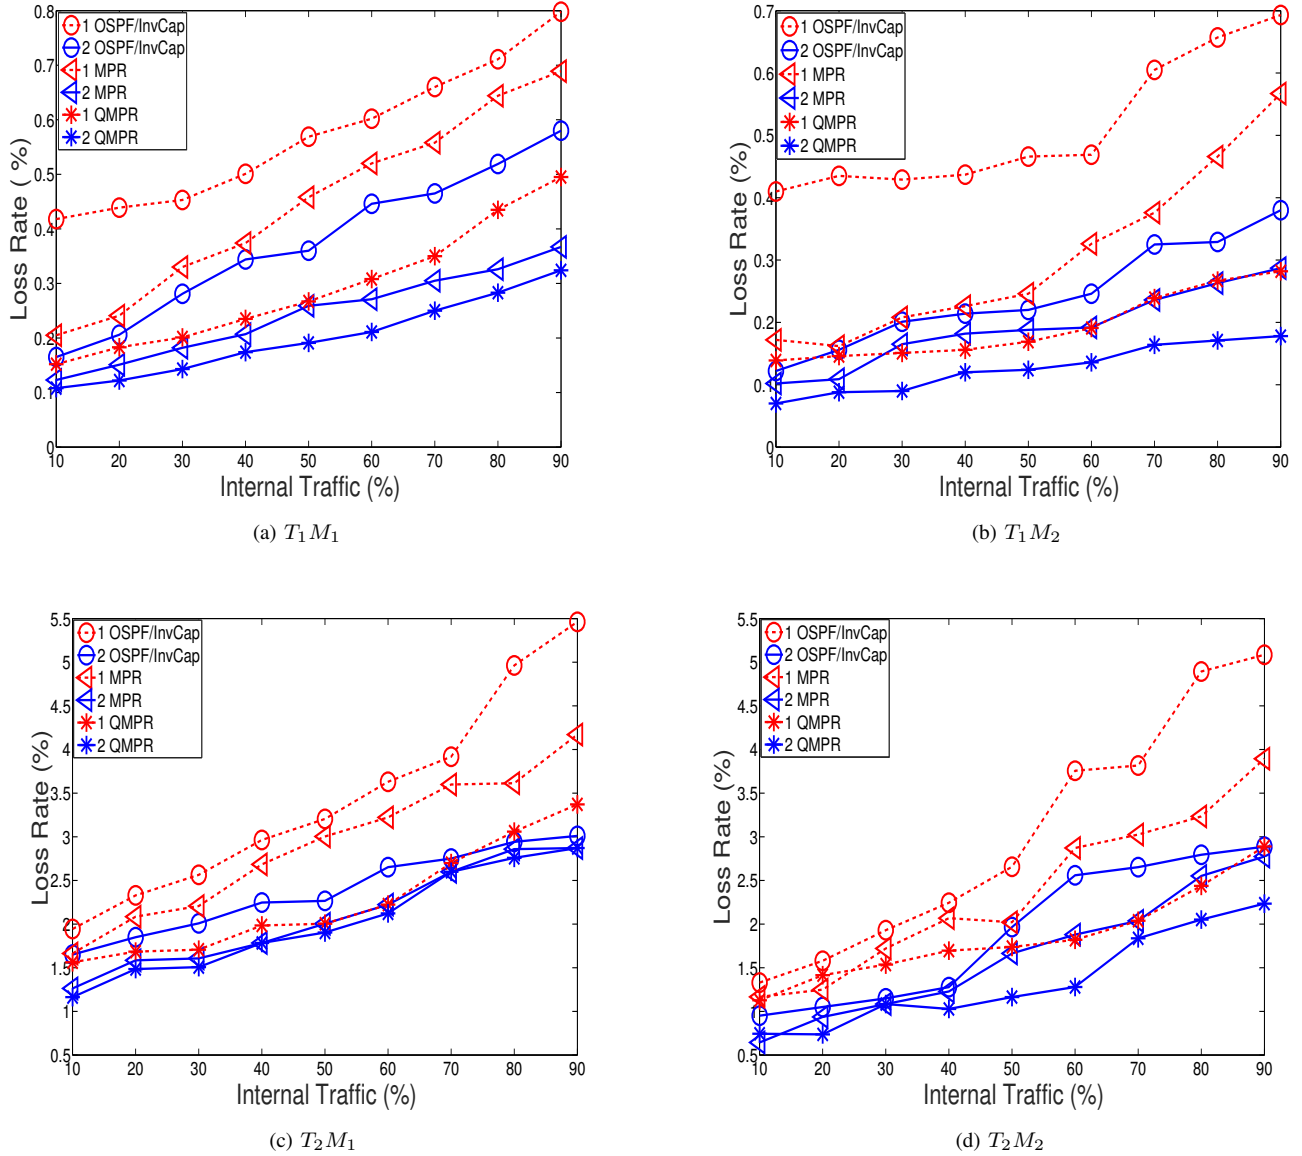 0.8
0.7
0.6
0.5
0.4
0.3
0.2
0.1
0
Loss Rate ( %)
1 OSPF/InvCap
2 OSPF/InvCap
1 MPR
2 MPR
1 QMPR
2 QMPR
10 20 30 40 50 60 70 80 90
Internal Traffic (%)
(a) T₁M₁
0.7
0.6
0.5
0.4
0.3
0.2
0.1
0
Loss Rate (%)
1 OSPF/InvCap
2 OSPF/InvCap
1 MPR
2 MPR
1 QMPR
2 QMPR
10 20 30 40 50 60 70 80 90
Internal Traffic (%)
(b) T₁M₂
5.5
5
4.5
4
3.5
3
2.5
2
1.5
1
0.5
Loss Rate (%)
1 OSPF/InvCap
2 OSPF/InvCap
1 MPR
2 MPR
1 QMPR
2 QMPR
10 20 30 40 50 60 70 80 90
Internal Traffic (%)
(c) T₂M₁
5.5
5
4.5
4
3.5
3
2.5
2
1.5
1
0.5
Loss Rate (%)
1 OSPF/InvCap
2 OSPF/InvCap
1 MPR
2 MPR
1 QMPR
2 QMPR
10 20 30 40 50 60 70 80 90
Internal Traffic (%)
(d) T₂M₂